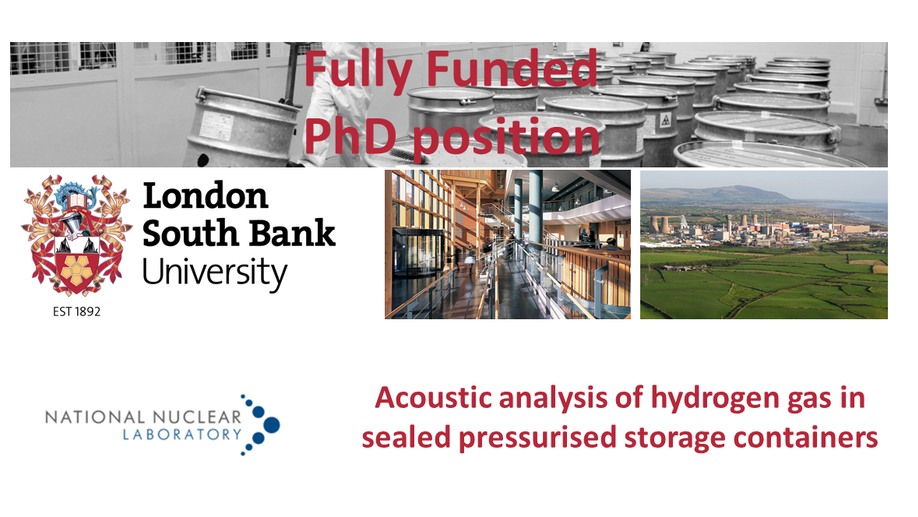 Fully Funded
PhD position
London
South Bank
University
EST 1892
NATIONAL NUCLEAR
LABORATORY
Acoustic analysis of hydrogen gas in
sealed pressurised storage containers